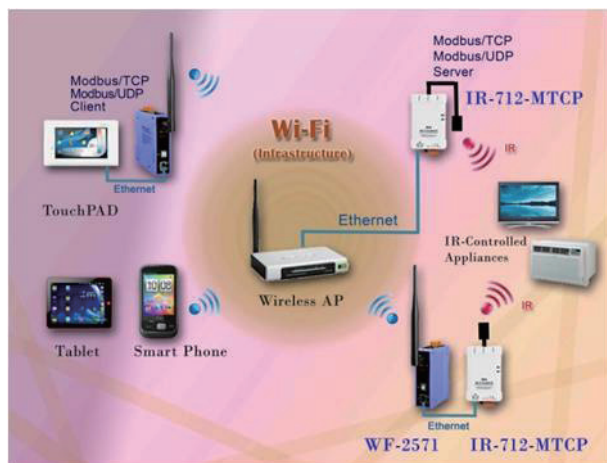 Modbus/TCP
Modbus/UDP
Client
Ethernet
TouchPAD
Modbus/TCP
Modbus/UDP
Server
IR-712-MTCP
IR
Wi-Fi
(Infrastructure)
Ethernet
Wireless AP
IR-Controlled
Appliances
IR
Tablet
Smart Phone
Ethernet
WF-2571
IR-712-MTCP